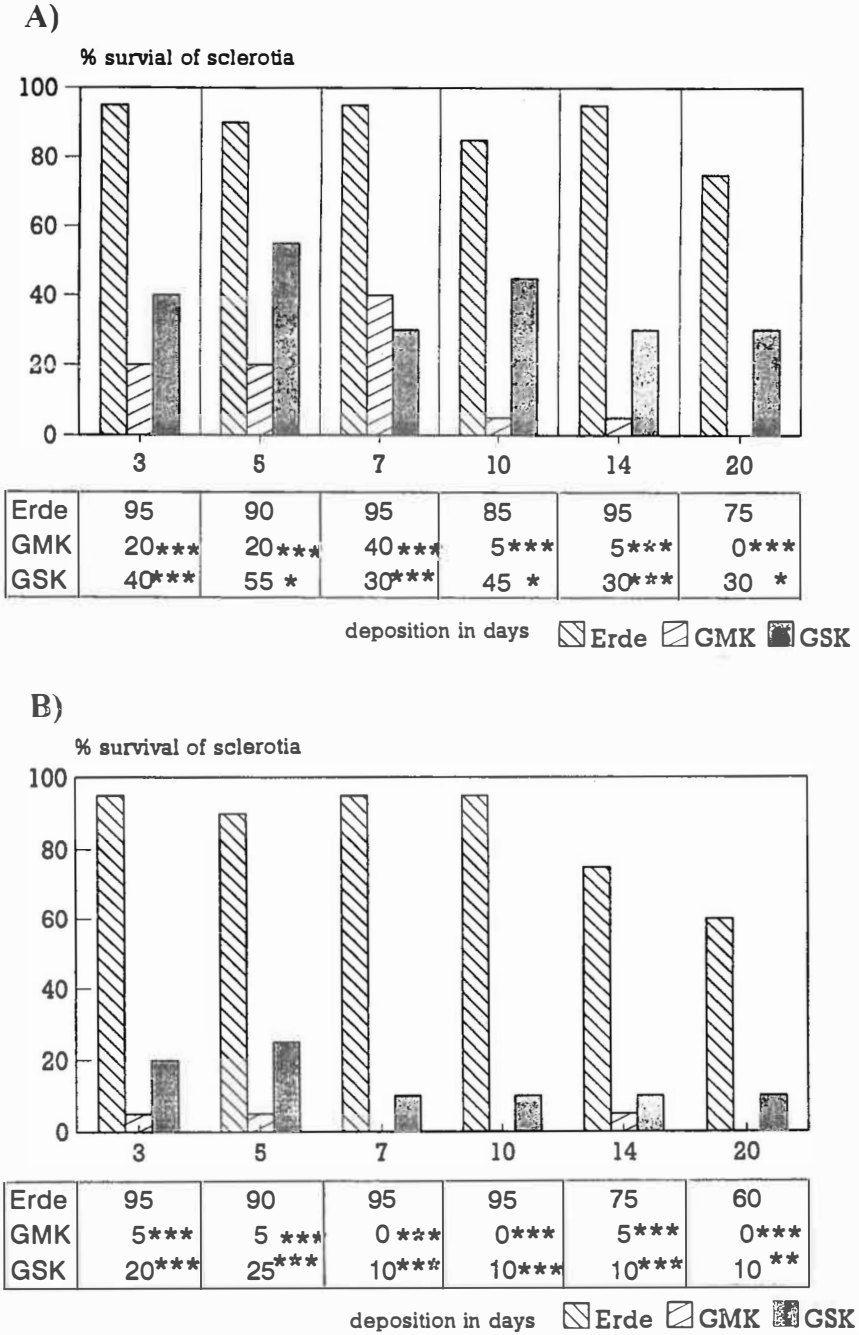 A)
% survial of sclerotia
100
80
60
40
20
0
3 5 7 10 14 20
Erde 95 90 95 85 95 75
GMK 20*** 20*** 40*** 5*** 5*** 0***
GSK 40*** 55 * 30*** 45 * 30*** 30 *
deposition in days Erde GMK GSK
B)
% survival of sclerotia
100
80
60
40
20
0
3 5 7 10 14 20
Erde 95 90 95 95 75 60
GMK 5*** 5 *** 0 *** 0*** 5*** 0***
GSK 20*** 25*** 10*** 10*** 10*** 10 **
deposition in days Erde GMK GSK